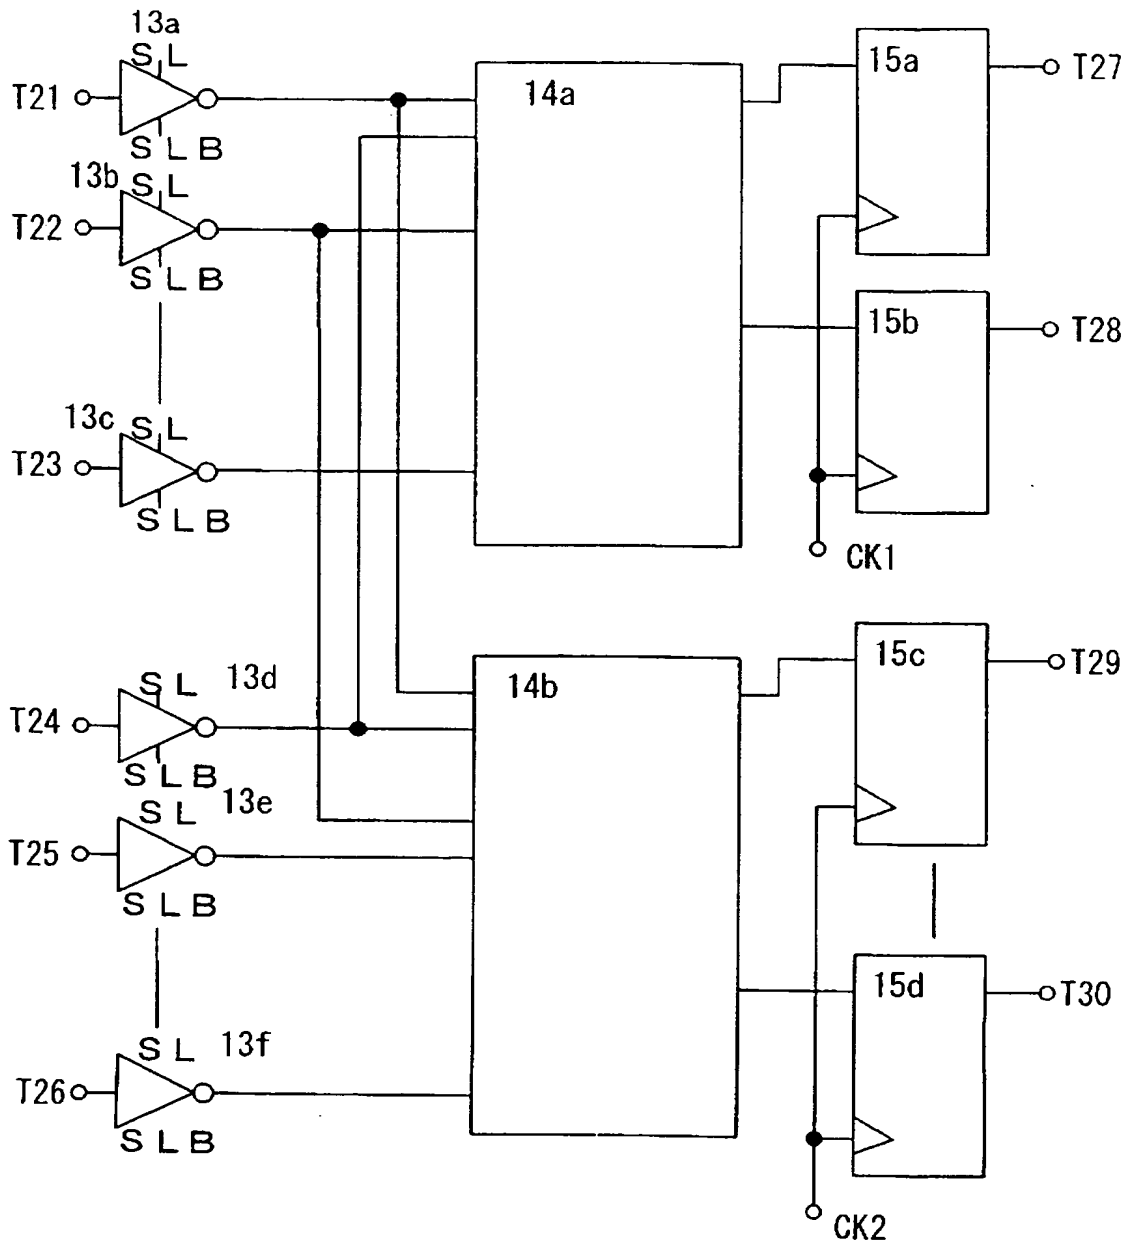 13a
S L
T21
S L B
13b
S L
T22
S L B
13c
S L
T23
S L B
14a
15a
T27
15b
T28
CK1
S L
13d
T24
S L B
S L
13e
T25
S L B
S L
13f
T26
S L B
14b
15c
T29
15d
T30
CK2